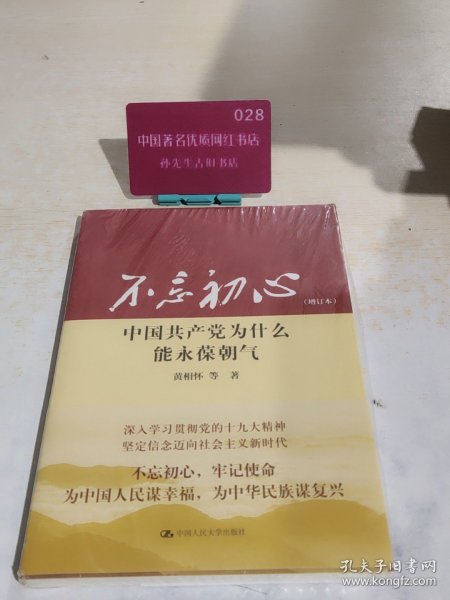 028
中国著名优质网红书店
孙先生古旧书店
不忘初心
（增订本）
中国共产党为什么
能永葆朝气
黄相怀 等 著
深入学习贯彻党的十九大精神
坚定信念迈向社会主义新时代
不忘初心，牢记使命
为中国人民谋幸福，为中华民族谋复兴
中国人民大学出版社
孔夫子旧书网
www.kongfz.com